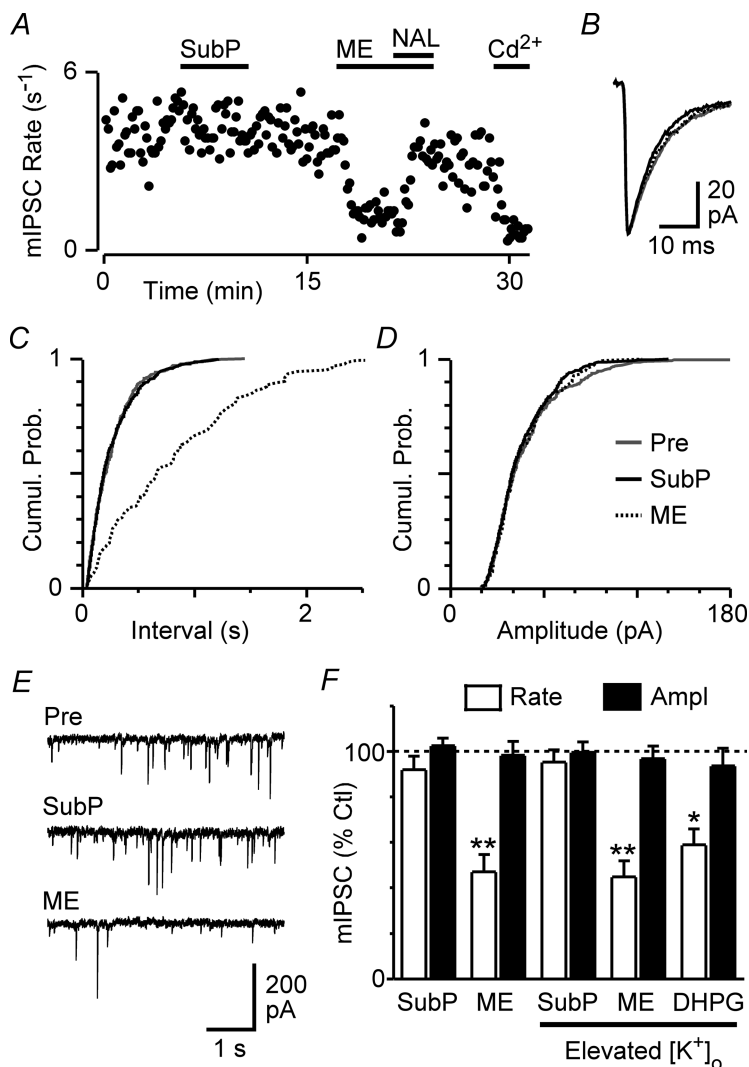 A
SubP
ME
NAL
Cd²⁺
mIPSC Rate (s⁻¹)
6
0
0
15
30
Time (min)
B
20
pA
10 ms
C
Cumul. Prob.
1
0
0
2
Interval (s)
D
Cumul. Prob.
1
0
0
180
Amplitude (pA)
Pre
SubP
ME
E
Pre
SubP
ME
200
pA
1 s
F
Rate
Ampl
mIPSC (% Ctl)
100
0
**
**
*
SubP
ME
SubP
ME
DHPG
Elevated [K⁺]ₒ